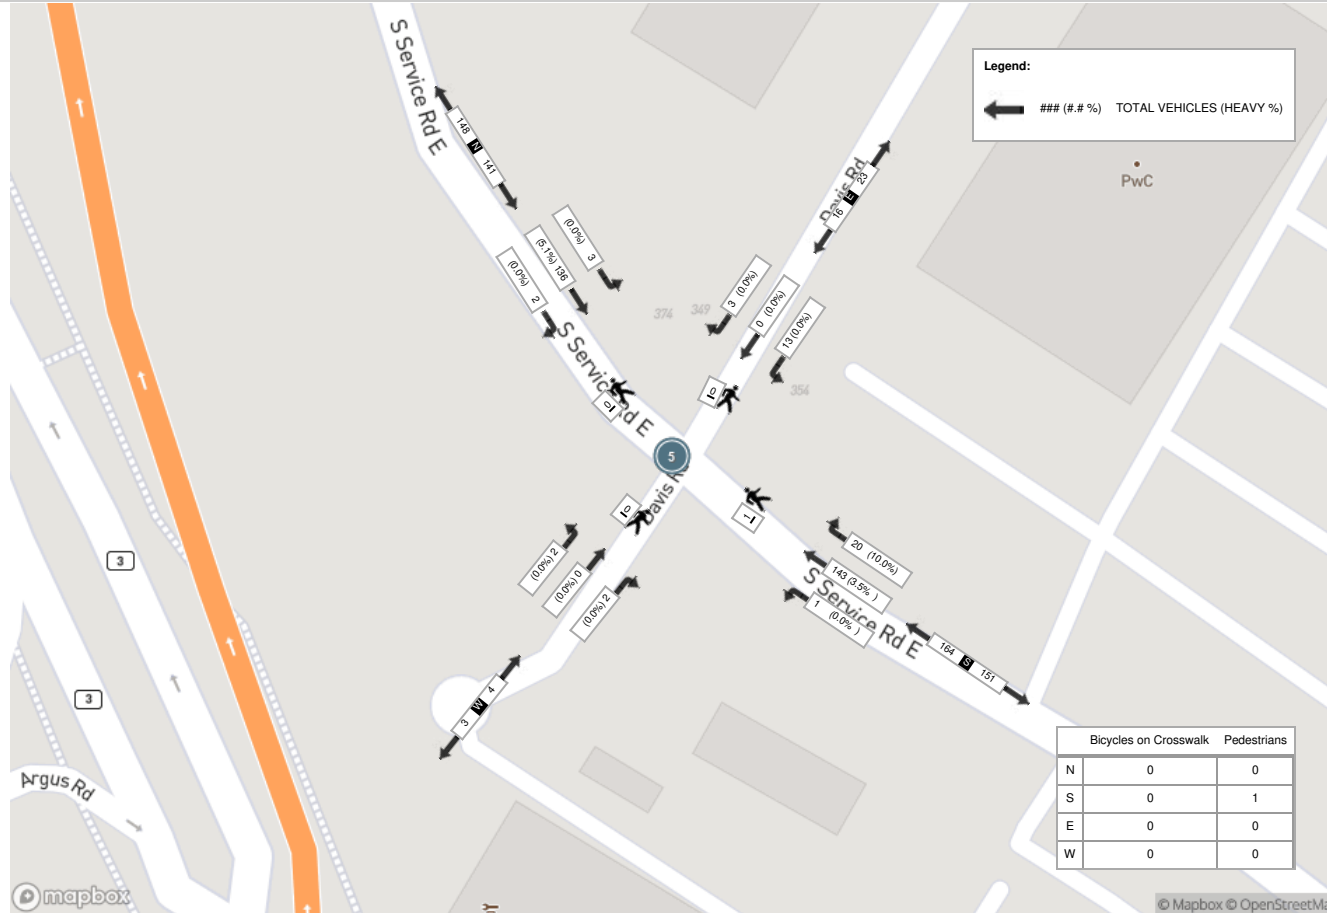 S Service Rd E
148 N 141
(0.0%) 3
(5.1%) 136
(0.0%) 2
Davis Rd
16 E 23
3 (0.0%)
0 (0.0%)
13 (0.0%)
Legend:
### (#.# %) TOTAL VEHICLES (HEAVY %)
PwC
374
349
354
S Service Rd E
0
0
5
Davis Rd
0
1
(0.0%) 2
(0.0%) 0
(0.0%) 2
20 (10.0%)
143 (3.5% )
1 (0.0% )
S Service Rd E
164 S 151
3 W 4
3
3
Argus Rd
Bicycles on Crosswalk Pedestrians
N 0 0
S 0 1
E 0 0
W 0 0
mapbox
© Mapbox © OpenStreetMa